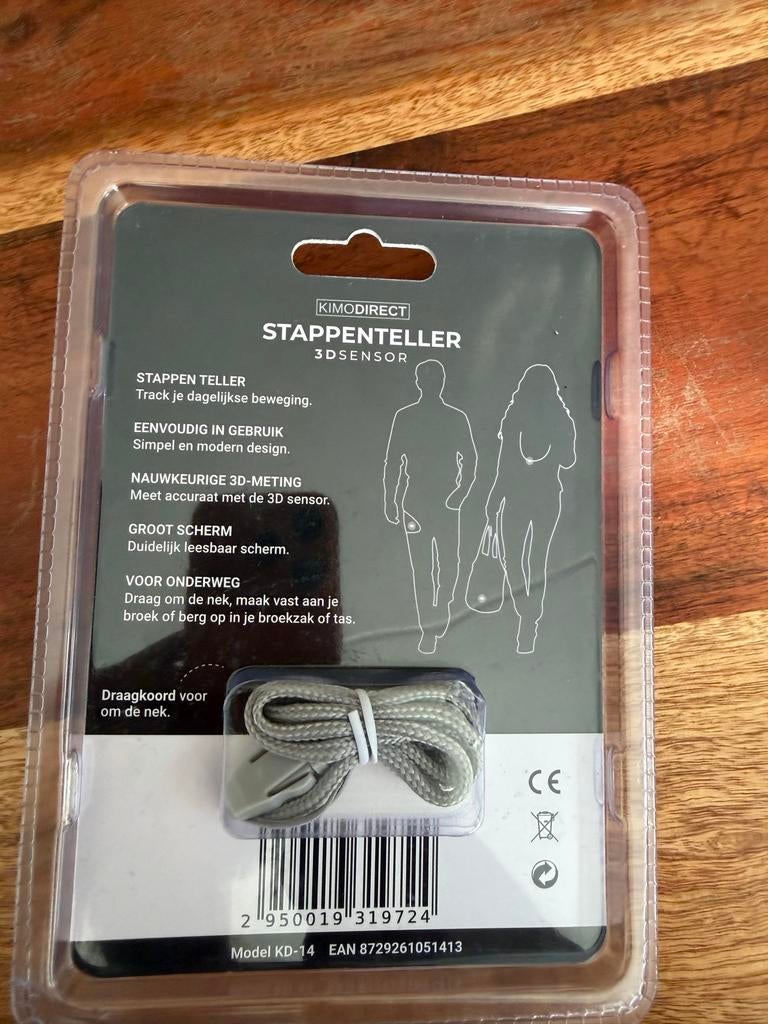 KIMODIRECT
STAPPENTELLER
3DSENSOR
STAPPEN TELLER
Track je dagelijkse beweging.
EENVOUDIG IN GEBRUIK
Simpel en modern design.
NAUWKEURIGE 3D-METING
Meet accuraat met de 3D sensor.
GROOT SCHERM
Duidelijk leesbaar scherm.
VOOR ONDERWEG
Draag om de nek, maak vast aan je
broek of berg op in je broekzak of tas.
Draagkoord voor
om de nek.
CE
2 950019 319724
Model KD-14 EAN 8729261051413